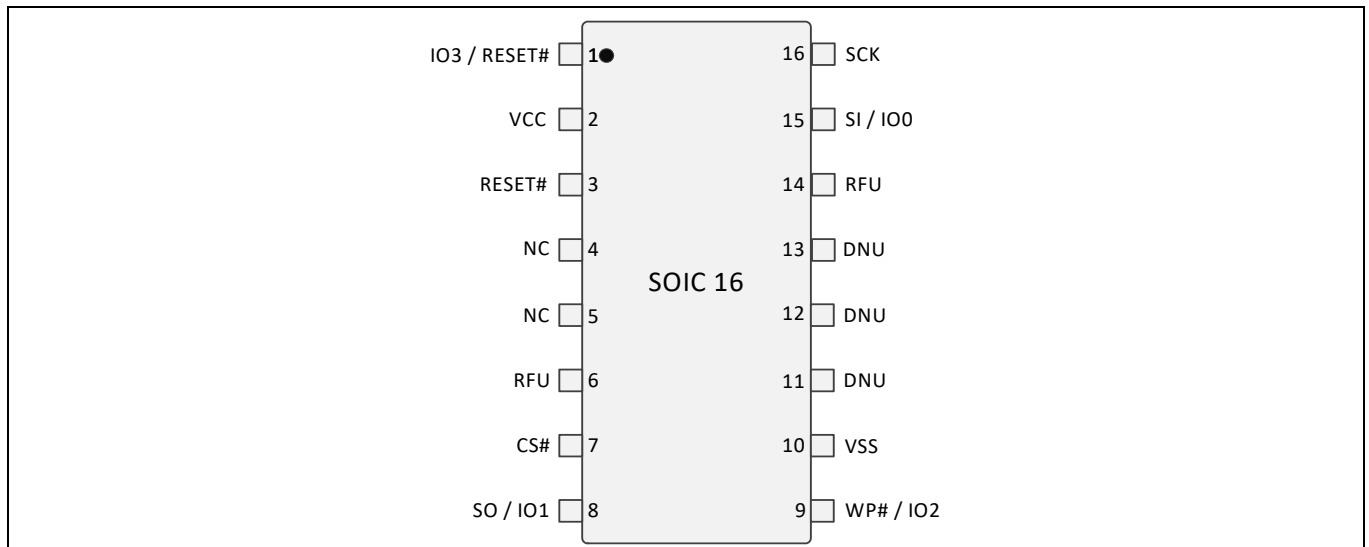 IO3 / RESET# 1 16 SCK
VCC 2 15 SI / IO0
RESET# 3 14 RFU
NC 4 13 DNU
SOIC 16
NC 5 12 DNU
RFU 6 11 DNU
CS# 7 10 VSS
SO / IO1 8 9 WP# / IO2